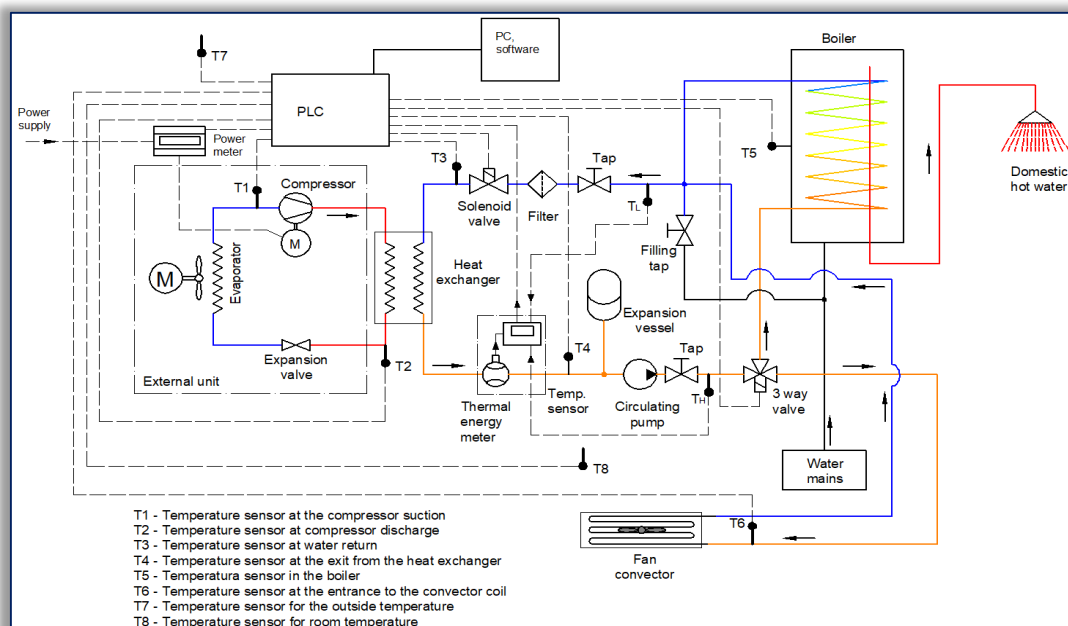 PC,
software
Boiler
T7
PLC
Power
supply
Power
meter
T5
Domestic
hot water
T1
Compressor
T3
Tap
Solenoid
valve
Filter
TL
Filling
tap
M
M
Evaporator
Heat
exchanger
Expansion
vessel
Expansion
valve
T2
External unit
T4
Tap
Temp.
sensor
Circulating
pump
TH
3 way
valve
Thermal
energy
meter
T8
Water
mains
T6
Fan
convector
T1 - Temperature sensor at the compressor suction
T2 - Temperature sensor at compressor discharge
T3 - Temperature sensor at water return
T4 - Temperature sensor at the exit from the heat exchanger
T5 - Temperatura sensor in the boiler
T6 - Temperature sensor at the entrance to the convector coil
T7 - Temperature sensor for the outside temperature
T8 - Temperature sensor for room temperature